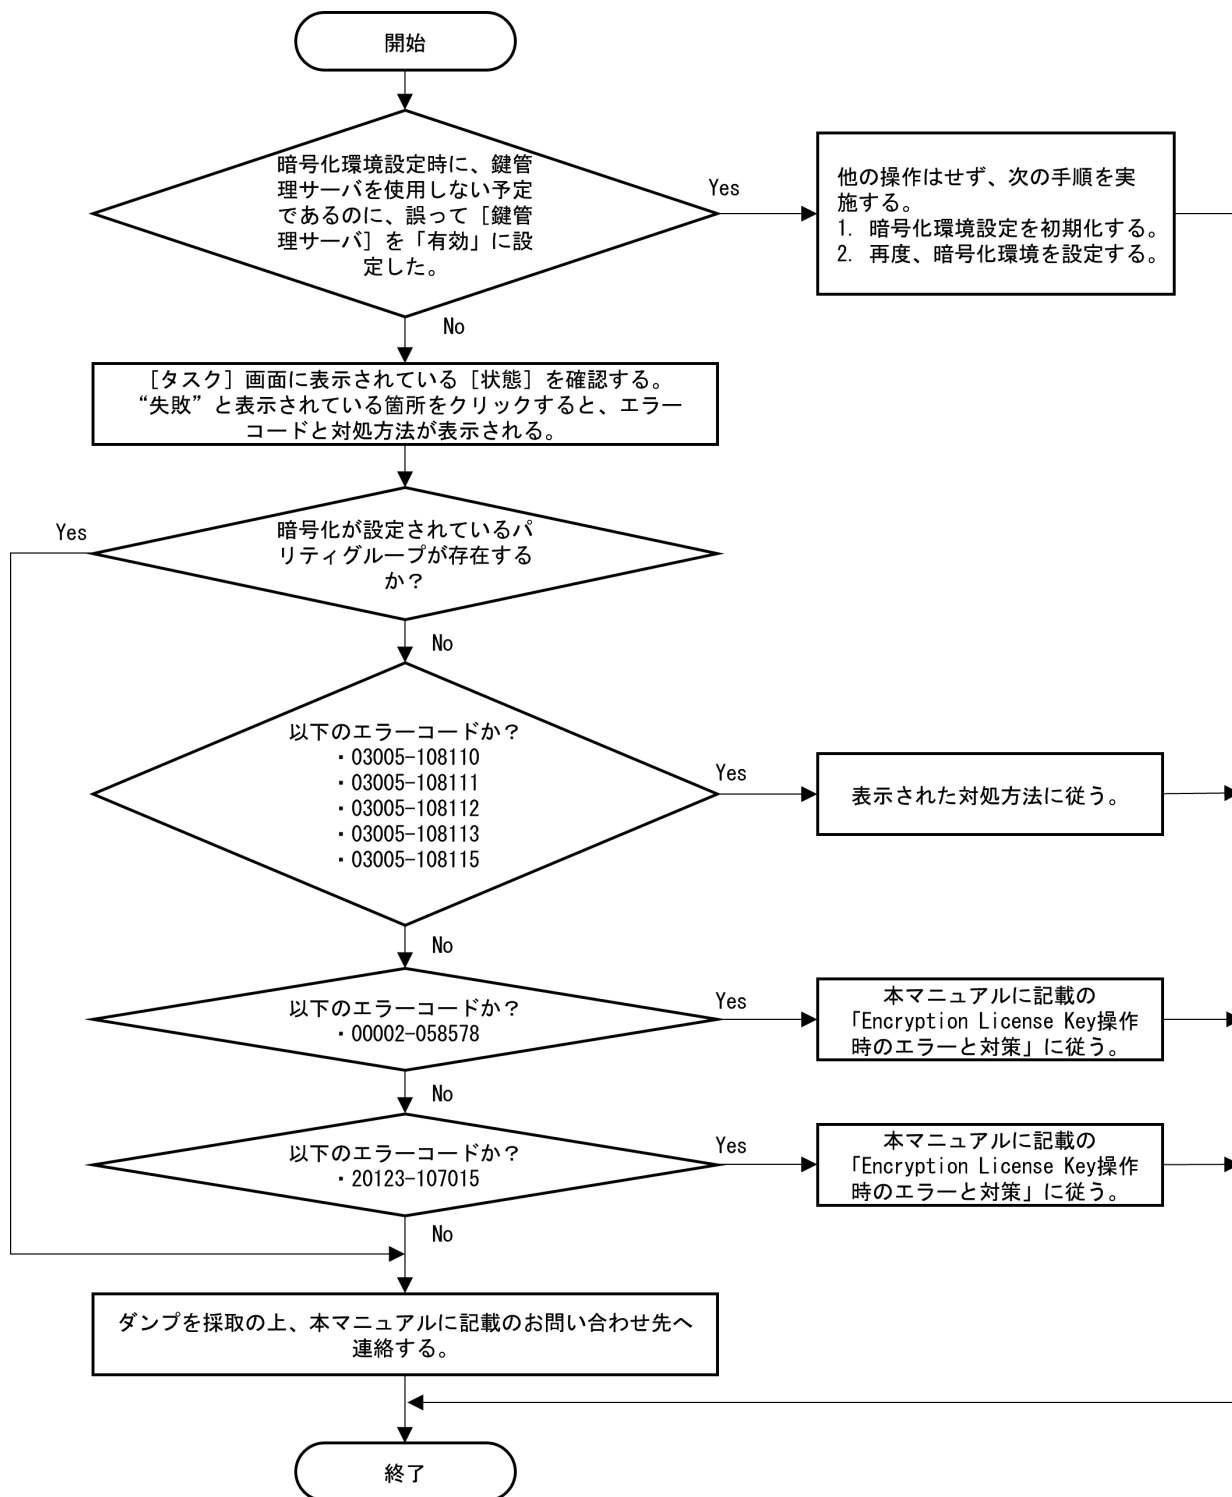 開始
暗号化環境設定時に、鍵管
理サーバを使用しない予定
であるのに、誤って［鍵管
理サーバ］を「有効」に設
定した。
Yes
他の操作はせず、次の手順を実
施する。
1. 暗号化環境設定を初期化する。
2. 再度、暗号化環境を設定する。
No
［タスク］画面に表示されている［状態］を確認する。
“失敗”と表示されている箇所をクリックすると、エラー
コードと対処方法が表示される。
Yes
暗号化が設定されているパ
リティグループが存在する
か？
No
以下のエラーコードか？
・03005-108110
・03005-108111
・03005-108112
・03005-108113
・03005-108115
Yes
表示された対処方法に従う。
No
以下のエラーコードか？
・00002-058578
Yes
本マニュアルに記載の
「Encryption License Key操作
時のエラーと対策」に従う。
No
以下のエラーコードか？
・20123-107015
Yes
本マニュアルに記載の
「Encryption License Key操作
時のエラーと対策」に従う。
No
ダンプを採取の上、本マニュアルに記載のお問い合わせ先へ
連絡する。
終了